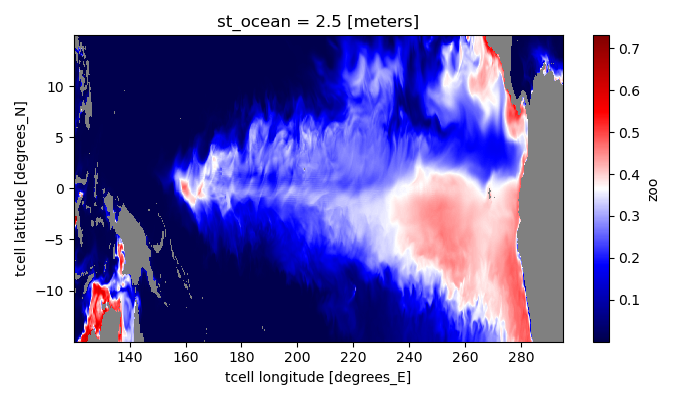 st_ocean = 2.5 [meters]
tcell latitude [degrees_N]
10
5
0
−5
−10
140 160 180 200 220 240 260 280
tcell longitude [degrees_E]
0.7
0.6
0.5
0.4
0.3
0.2
0.1
zoo